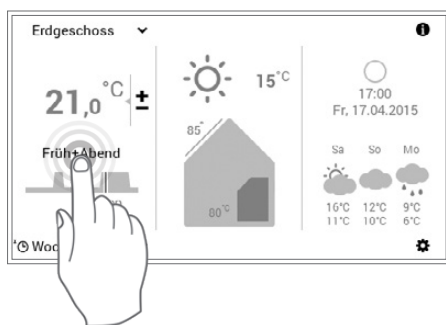 Erdgeschoss
21,0 °C ±
Früh+Abend
Woc
15°C
85°
80°C
17:00
Fr, 17.04.2015
Sa So Mo
16°C 12°C 9°C
11°C 10°C 6°C